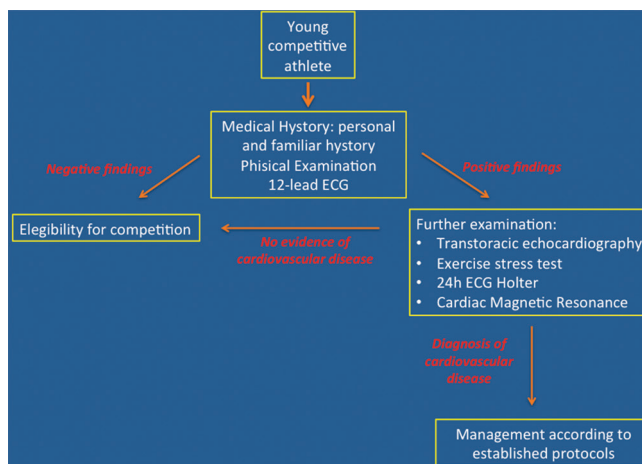 Young
competitive
athlete
Medical Hystory: personal
and familiar hystory
Phisical Examination
12-lead ECG
Negative findings
Positive findings
Elegibility for competition
No evidence of
cardiovascular disease
Further examination:
• Transtoracic echocardiography
• Exercise stress test
• 24h ECG Holter
• Cardiac Magnetic Resonance
Diagnosis of
cardiovascular
disease
Management according to
established protocols